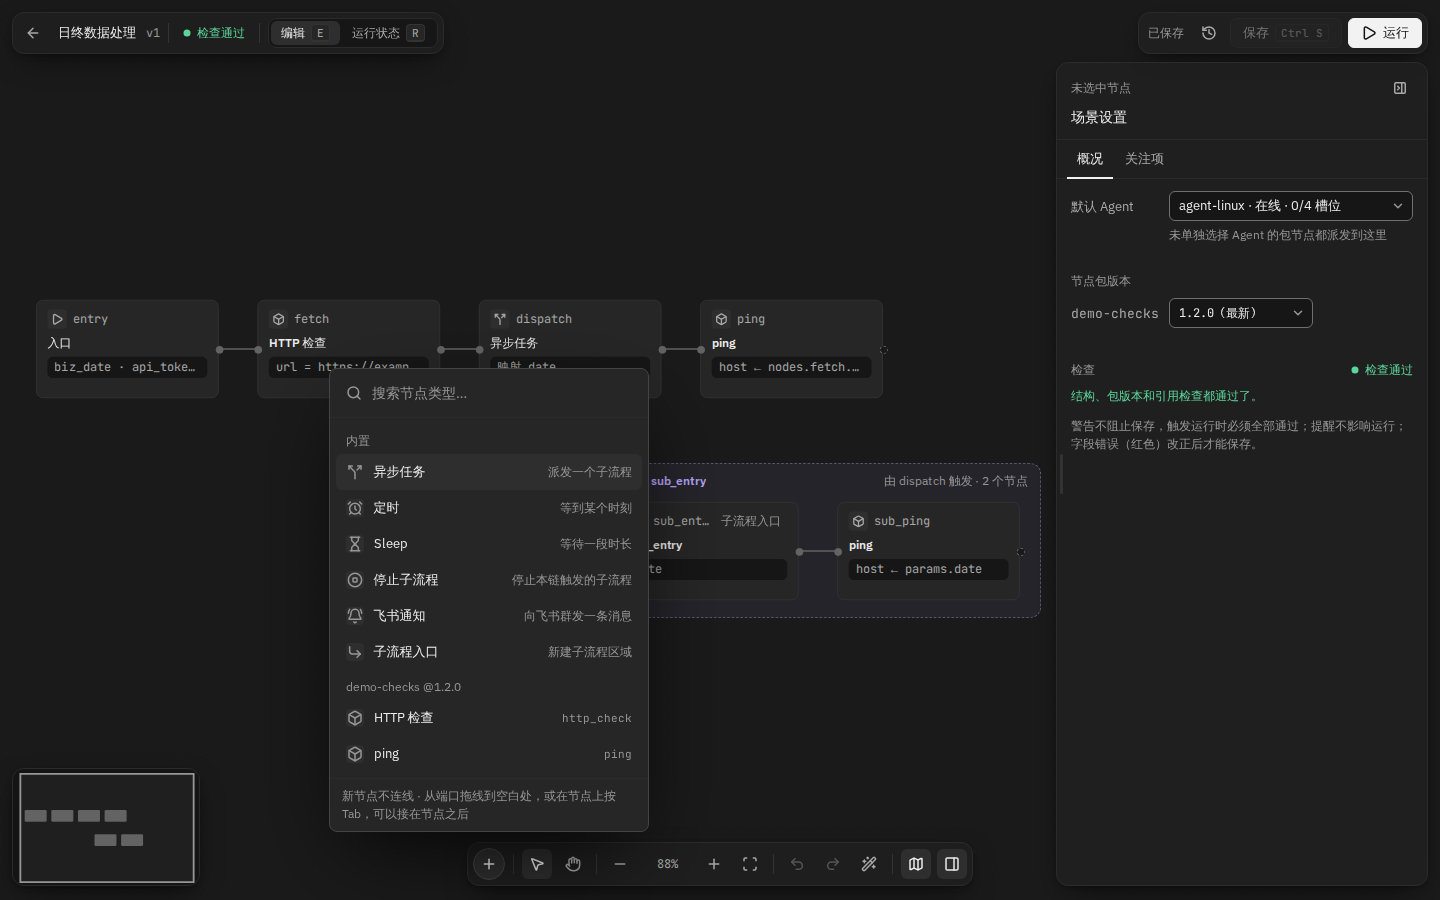 日终数据处理 v1 检查通过 编辑 E 运行状态 R
已保存 保存 Ctrl S 运行
未选中节点
场景设置
概况 关注项
默认 Agent agent-linux · 在线 · 0/4 槽位
未单独选择 Agent 的包节点都派发到这里
节点包版本
demo-checks 1.2.0 (最新)
检查 检查通过
结构、包版本和引用检查都通过了。
警告不阻止保存，触发运行时必须全部通过；提醒不影响运行；
字段错误（红色）改正后才能保存。
entry
入口
biz_date · api_toke…
fetch
HTTP 检查
url = https://examp…
dispatch
异步任务
映射 date
ping
ping
host ← nodes.fetch.…
sub_entry 由 dispatch 触发 · 2 个节点
sub_ent… 子流程入口
_entry
te
sub_ping
ping
host ← params.date
搜索节点类型...
内置
异步任务 派发一个子流程
定时 等到某个时刻
Sleep 等待一段时长
停止子流程 停止本链触发的子流程
飞书通知 向飞书群发一条消息
子流程入口 新建子流程区域
demo-checks @1.2.0
HTTP 检查 http_check
ping ping
新节点不连线 · 从端口拖线到空白处，或在节点上按
Tab，可以接在节点之后
88%